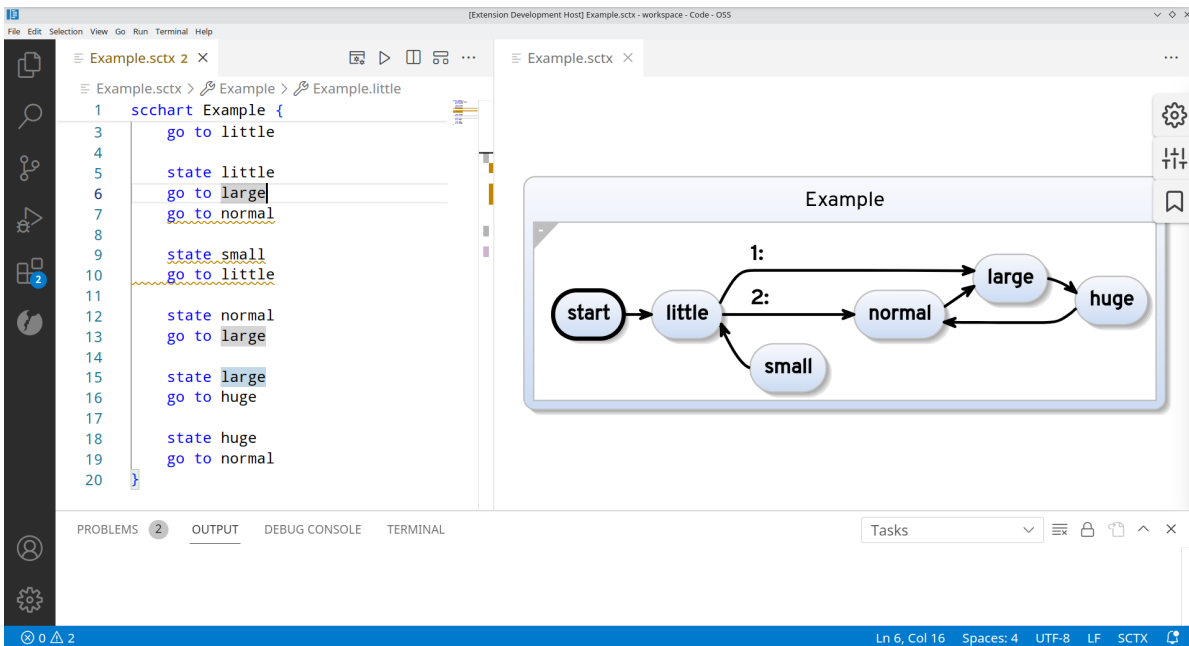 [Extension Development Host] Example.sctx - workspace - Code - OSS
File Edit Selection View Go Run Terminal Help
Example.sctx 2
Example.sctx > Example > Example.little
1 scchart Example {
3 go to little
4
5 state little
6 go to large
7 go to normal
8
9 state small
10 go to little
11
12 state normal
13 go to large
14
15 state large
16 go to huge
17
18 state huge
19 go to normal
20 }
Example.sctx
Example
-
1:
2:
start
little
normal
large
huge
small
2
PROBLEMS 2 OUTPUT DEBUG CONSOLE TERMINAL
Tasks
0 2
Ln 6, Col 16 Spaces: 4 UTF-8 LF SCTX